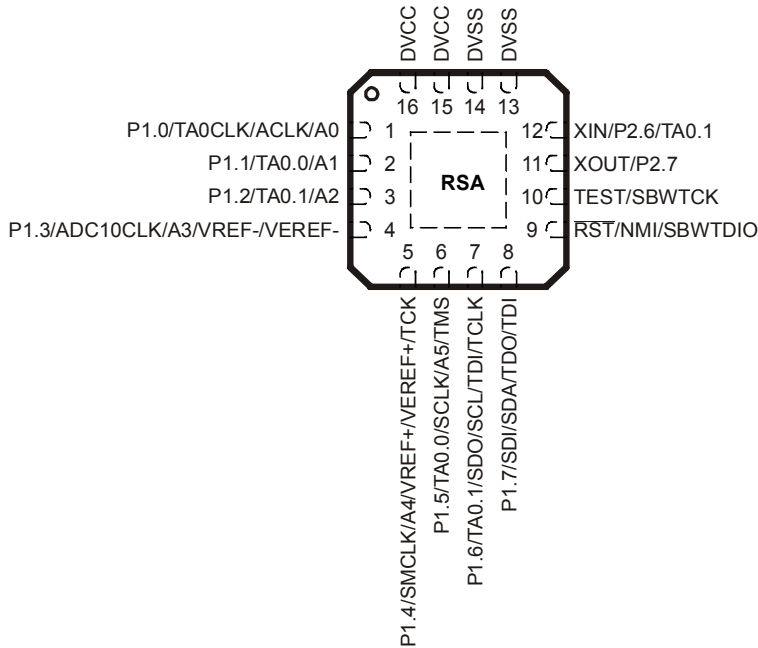 DVCC
DVCC
DVSS
DVSS
16
15
14
13
P1.0/TA0CLK/ACLK/A0
1
12
XIN/P2.6/TA0.1
P1.1/TA0.0/A1
2
11
XOUT/P2.7
P1.2/TA0.1/A2
3
RSA
10
TEST/SBWTCK
P1.3/ADC10CLK/A3/VREF-/VEREF-
4
9
RST/NMI/SBWTDIO
5
6
7
8
P1.4/SMCLK/A4/VREF+/VEREF+/TCK
P1.5/TA0.0/SCLK/A5/TMS
P1.6/TA0.1/SDO/SCL/TDI/TCLK
P1.7/SDI/SDA/TDO/TDI